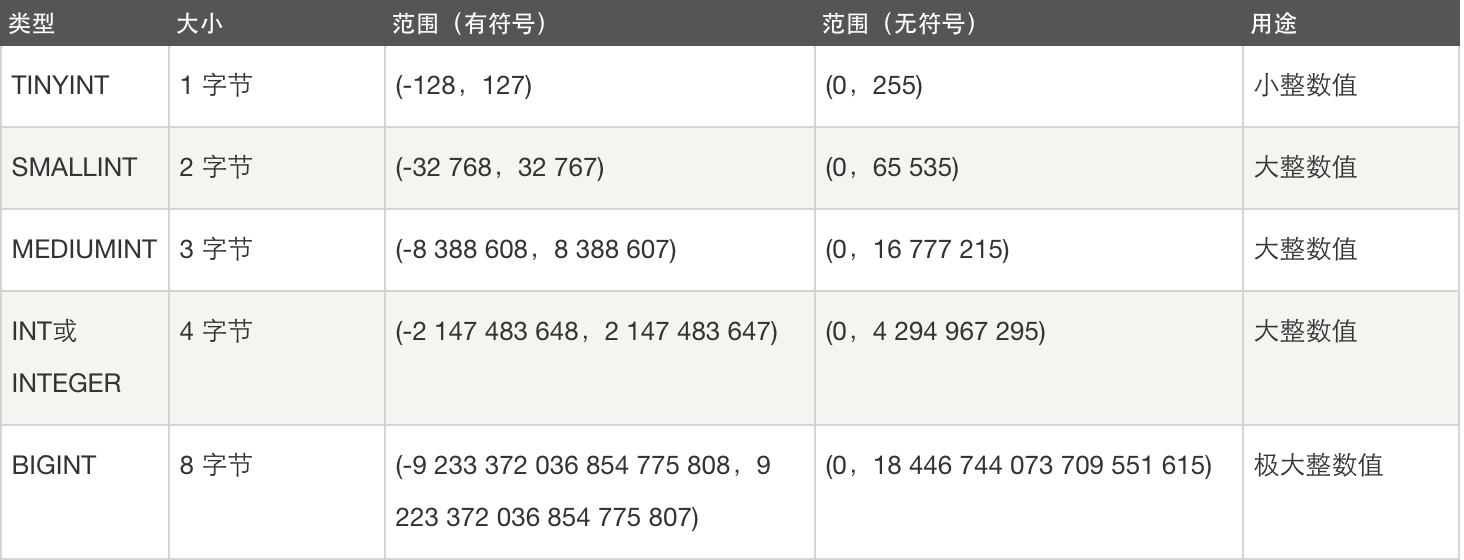 类型 大小 范围（有符号） 范围（无符号） 用途
TINYINT 1 字节 (-128，127) (0，255) 小整数值
SMALLINT 2 字节 (-32 768，32 767) (0，65 535) 大整数值
MEDIUMINT 3 字节 (-8 388 608，8 388 607) (0，16 777 215) 大整数值
INT或 4 字节 (-2 147 483 648，2 147 483 647) (0，4 294 967 295) 大整数值
INTEGER
BIGINT 8 字节 (-9 233 372 036 854 775 808，9 (0，18 446 744 073 709 551 615) 极大整数值
223 372 036 854 775 807)